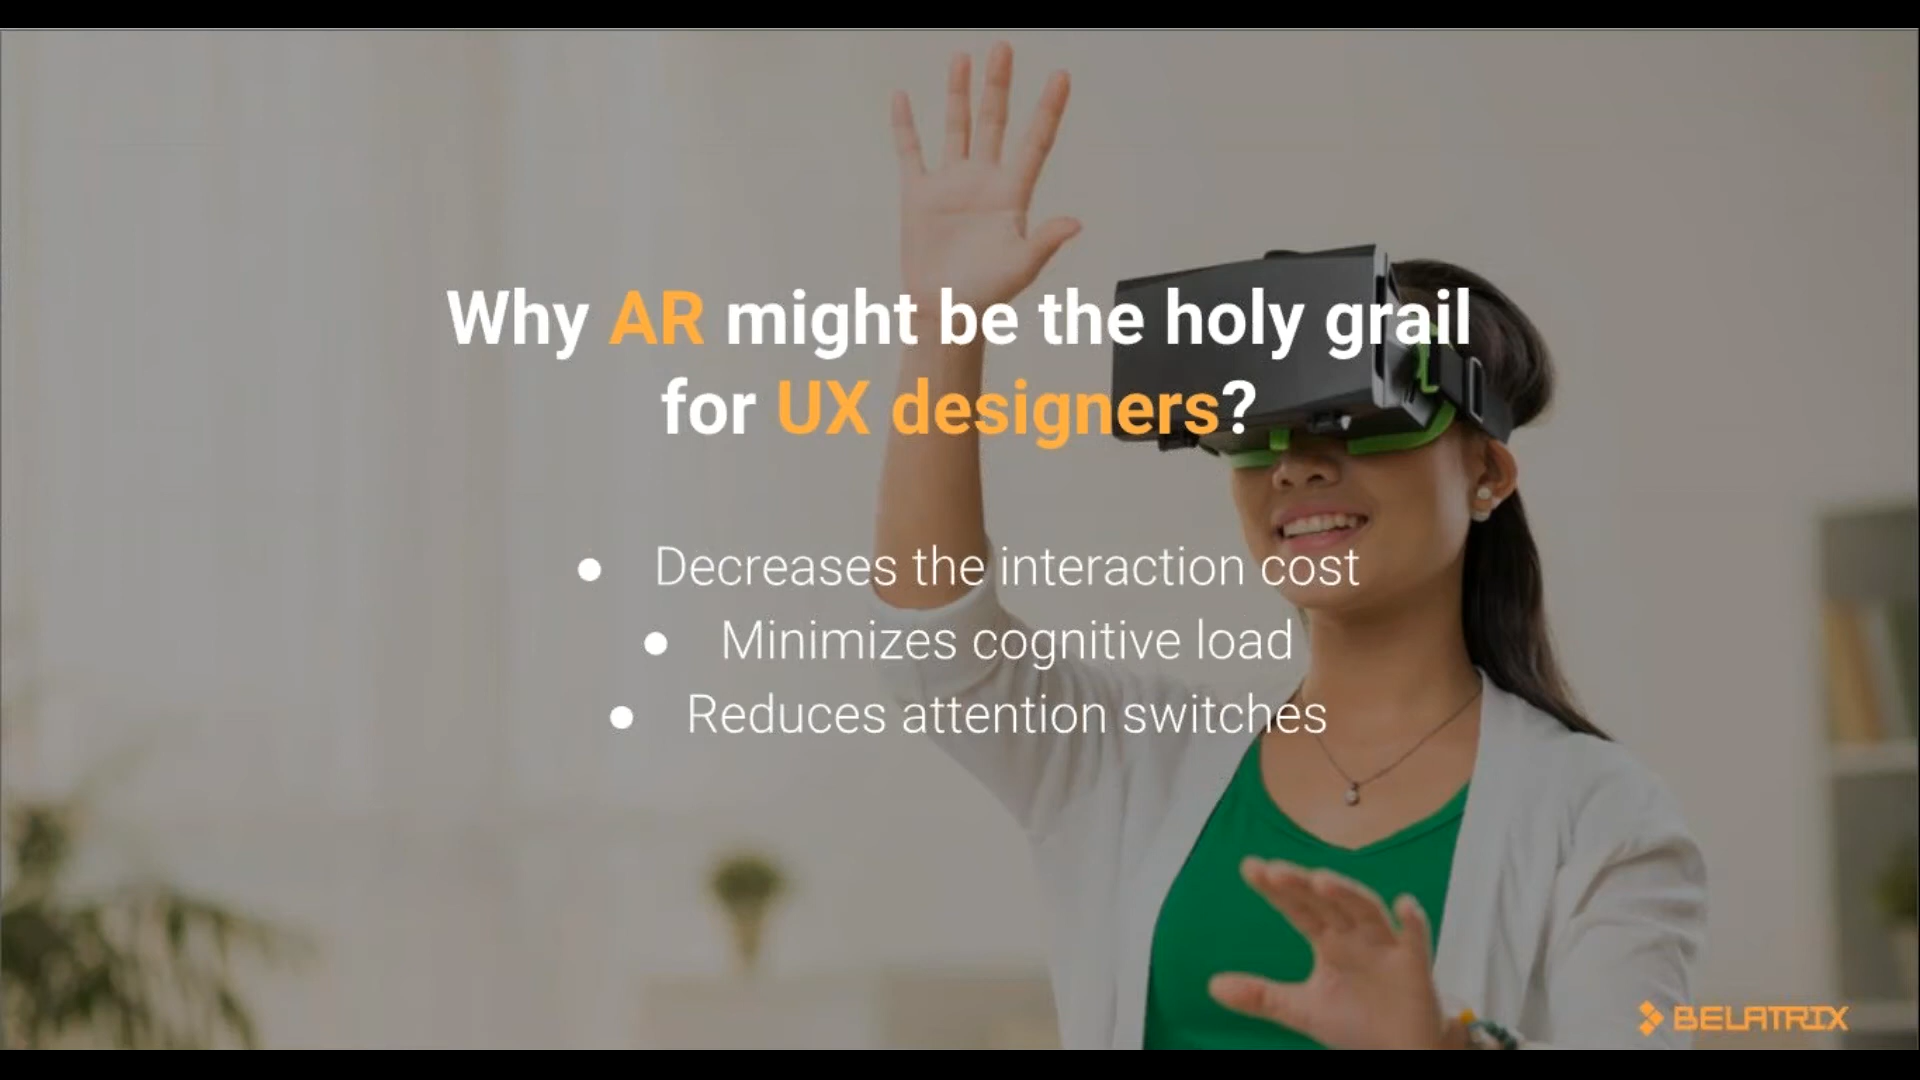 Why AR might be the holy grail
for UX designers?
● Decreases the interaction cost
● Minimizes cognitive load
● Reduces attention switches
BELATRIX